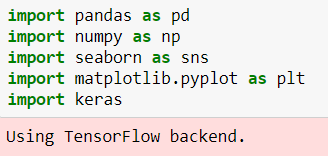 import pandas as pd
import numpy as np
import seaborn as sns
import matplotlib.pyplot as plt
import keras
Using TensorFlow backend.